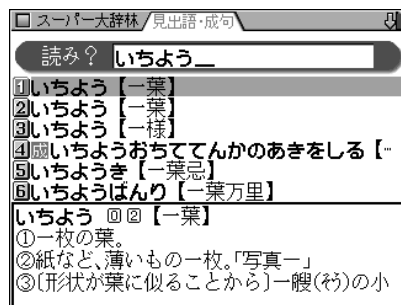 スーパー大辞林 見出語・成句
読み? いちよう＿
1いちよう【一葉】
2いちよう【一葉】
3いちよう【一様】
4成いちようおちててんかのあきをしる【…
5いちようき【一葉忌】
6いちようばんり【一葉万里】
いちよう 0 2【一葉】
①一枚の葉。
②紙など、薄いもの一枚。「写真―」
③〔形状が葉に似ることから〕一艘(そう)の小